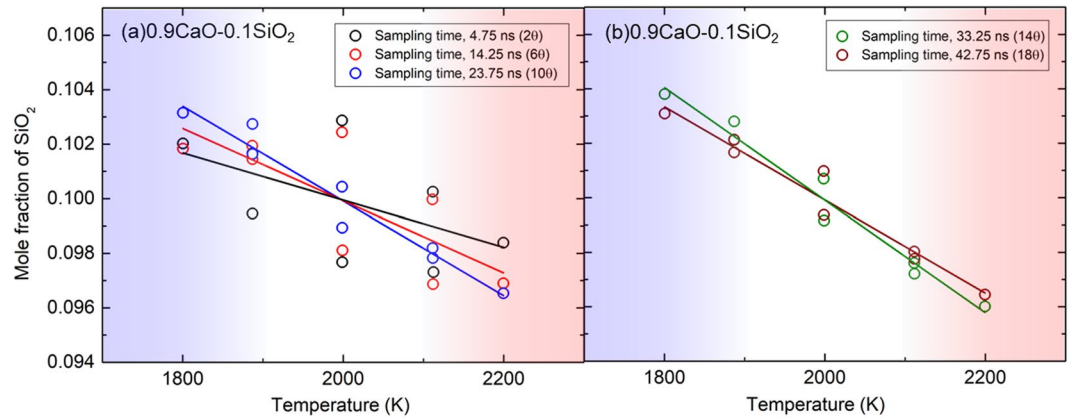 (a)0.9CaO-0.1SiO₂
Sampling time, 4.75 ns (2θ)
Sampling time, 14.25 ns (6θ)
Sampling time, 23.75 ns (10θ)
Mole fraction of SiO₂
0.106
0.104
0.102
0.100
0.098
0.096
0.094
1800
2000
2200
Temperature (K)
(b)0.9CaO-0.1SiO₂
Sampling time, 33.25 ns (14θ)
Sampling time, 42.75 ns (18θ)
1800
2000
2200
Temperature (K)